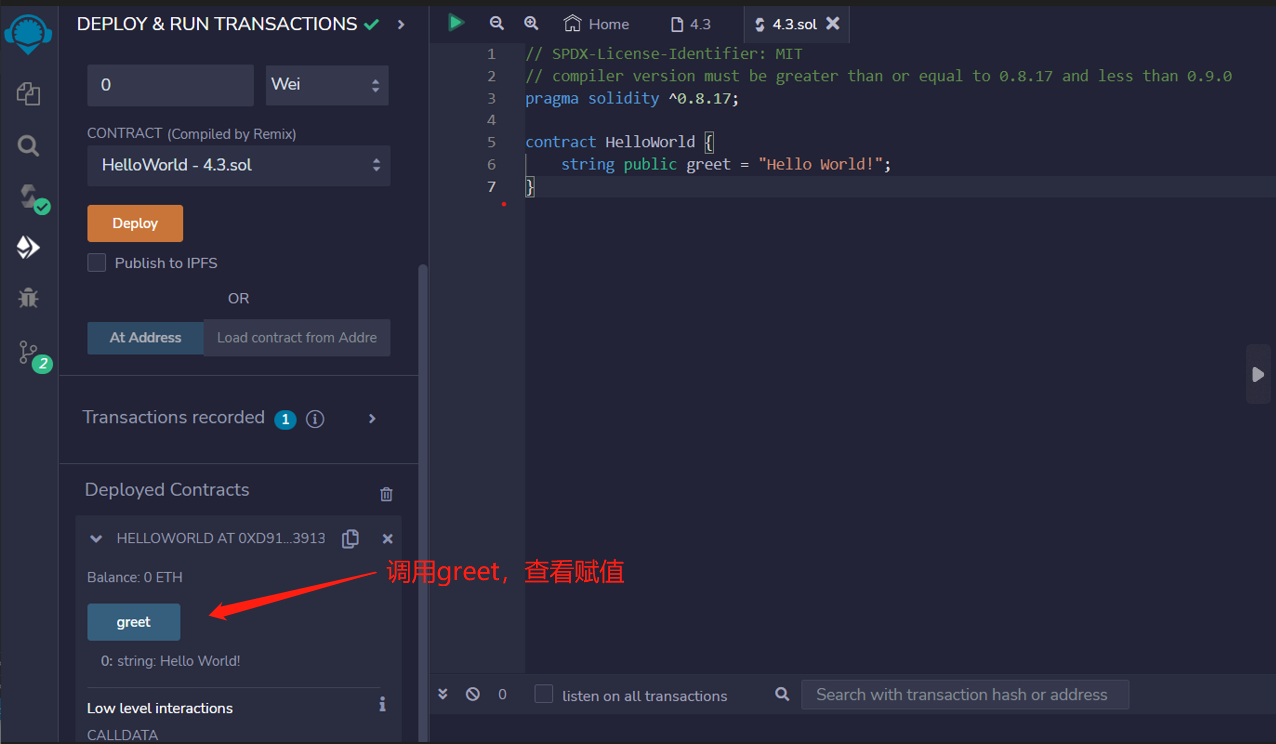 DEPLOY & RUN TRANSACTIONS
0
Wei
CONTRACT (Compiled by Remix)
HelloWorld - 4.3.sol
Deploy
Publish to IPFS
OR
At Address
Load contract from Addre
Transactions recorded 1
Deployed Contracts
HELLOWORLD AT 0XD91...3913
Balance: 0 ETH
greet
0: string: Hello World!
Low level interactions
CALLDATA
2
调用greet，查看赋值
Home
4.3
4.3.sol
1 // SPDX-License-Identifier: MIT
2 // compiler version must be greater than or equal to 0.8.17 and less than 0.9.0
3 pragma solidity ^0.8.17;
4
5 contract HelloWorld {
6 string public greet = "Hello World!";
7 }
0
listen on all transactions
Search with transaction hash or address